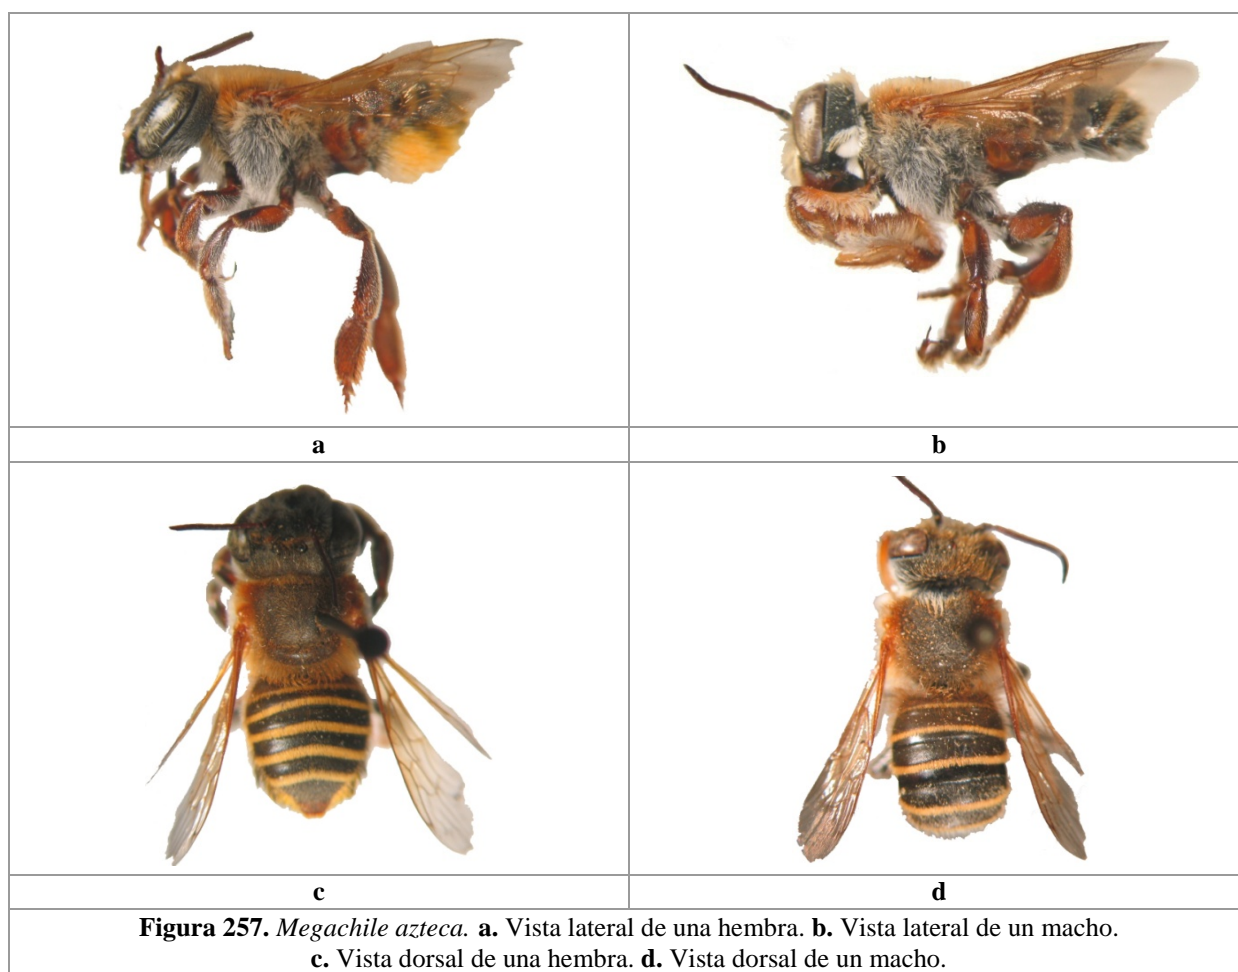 a
b
c
d
Figura 257. Megachile azteca. a. Vista lateral de una hembra. b. Vista lateral de un macho.
c. Vista dorsal de una hembra. d. Vista dorsal de un macho.